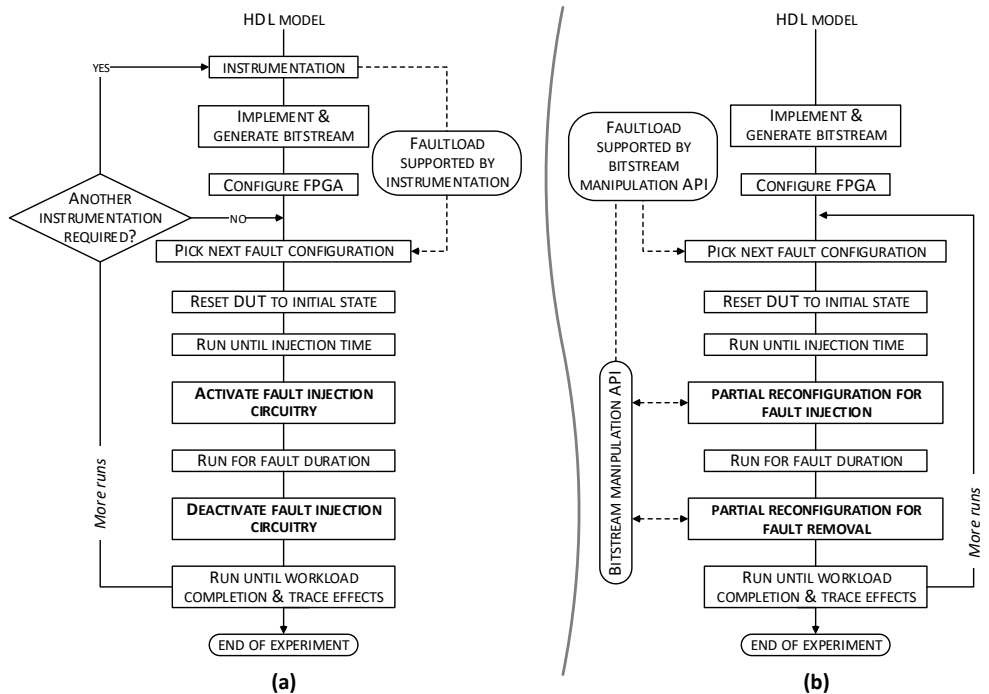 HDL MODEL
YES
INSTRUMENTATION
IMPLEMENT &
GENERATE BITSTREAM
FAULTLOAD
SUPPORTED BY
INSTRUMENTATION
CONFIGURE FPGA
ANOTHER
INSTRUMENTATION
REQUIRED?
NO
PICK NEXT FAULT CONFIGURATION
RESET DUT TO INITIAL STATE
RUN UNTIL INJECTION TIME
ACTIVATE FAULT INJECTION
CIRCUITRY
RUN FOR FAULT DURATION
More runs
DEACTIVATE FAULT INJECTION
CIRCUITRY
RUN UNTIL WORKLOAD
COMPLETION & TRACE EFFECTS
END OF EXPERIMENT
(a)
HDL MODEL
IMPLEMENT &
GENERATE BITSTREAM
FAULTLOAD
SUPPORTED BY
BITSTREAM
MANIPULATION API
CONFIGURE FPGA
PICK NEXT FAULT CONFIGURATION
RESET DUT TO INITIAL STATE
RUN UNTIL INJECTION TIME
BITSTREAM MANIPULATION API
PARTIAL RECONFIGURATION FOR
FAULT INJECTION
RUN FOR FAULT DURATION
More runs
PARTIAL RECONFIGURATION FOR
FAULT REMOVAL
RUN UNTIL WORKLOAD
COMPLETION & TRACE EFFECTS
END OF EXPERIMENT
(b)